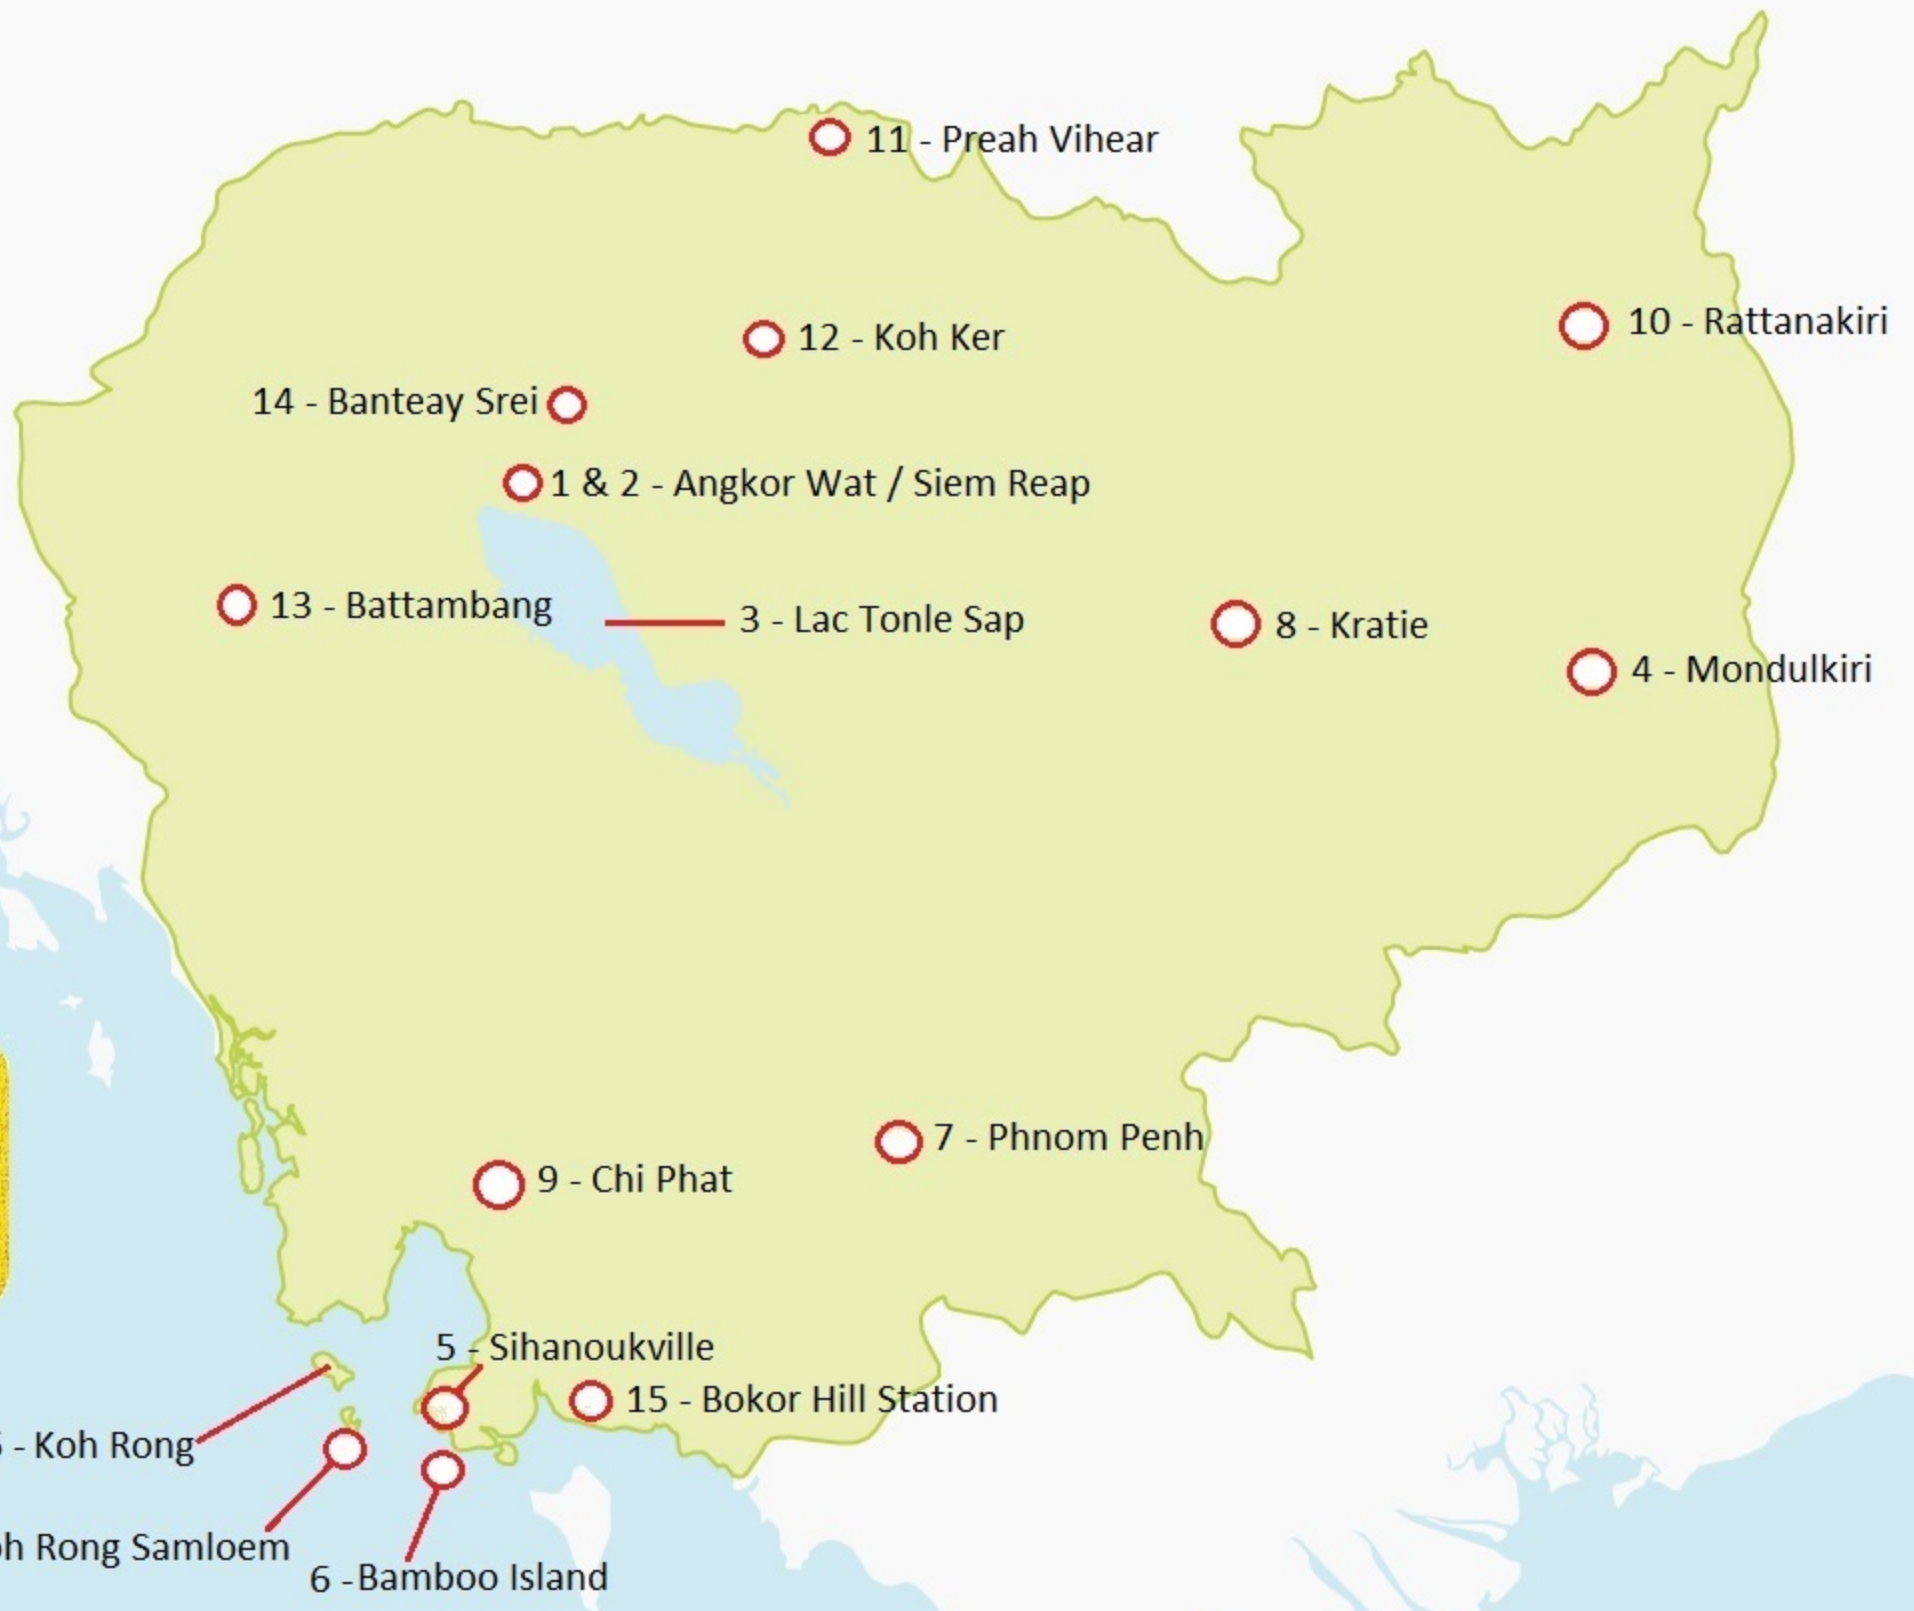 11 - Preah Vihear
10 - Rattanakiri
12 - Koh Ker
14 - Banteay Srei
1 & 2 - Angkor Wat / Siem Reap
13 - Battambang
3 - Lac Tonle Sap
8 - Kratie
4 - Mondulkiri
7 - Phnom Penh
9 - Chi Phat
5 - Sihanoukville
15 - Bokor Hill Station
- Koh Rong
Rong Samloem
6 -Bamboo Island